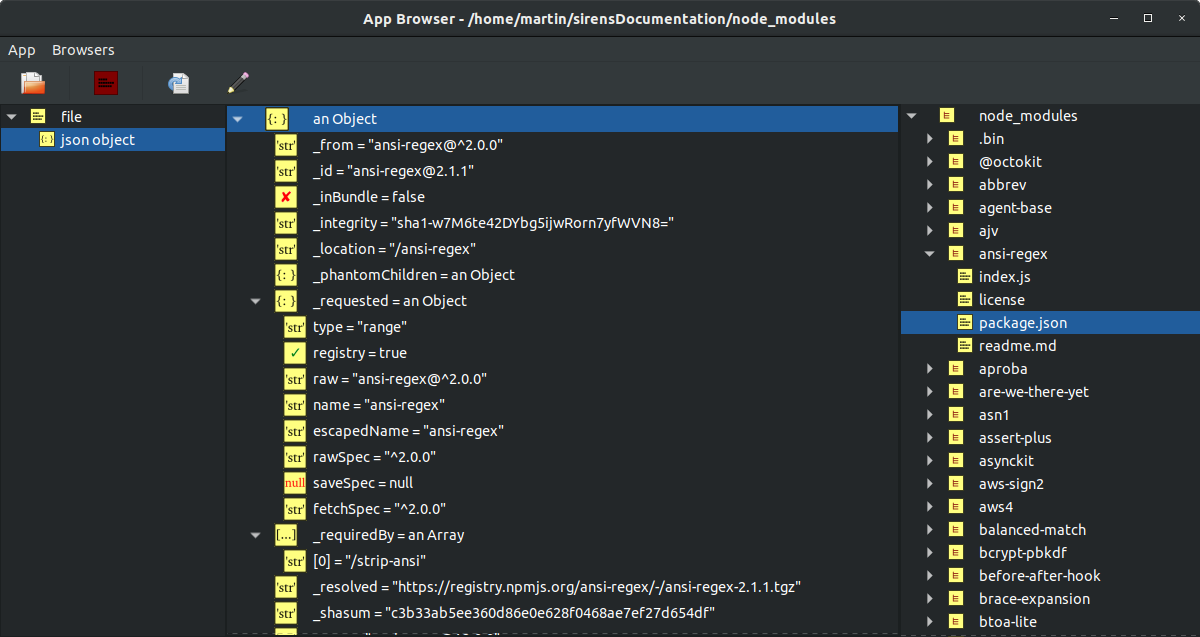 App Browser - /home/martin/sirensDocumentation/node_modules
App Browsers
file
json object
{:} an Object
'str' _from = "ansi-regex@^2.0.0"
'str' _id = "ansi-regex@2.1.1"
_inBundle = false
'str' _integrity = "sha1-w7M6te42DYbg5ijwRorn7yfWVN8="
'str' _location = "/ansi-regex"
{:} _phantomChildren = an Object
{:} _requested = an Object
'str' type = "range"
registry = true
'str' raw = "ansi-regex@^2.0.0"
'str' name = "ansi-regex"
'str' escapedName = "ansi-regex"
'str' rawSpec = "^2.0.0"
null saveSpec = null
'str' fetchSpec = "^2.0.0"
[...] _requiredBy = an Array
'str' [0] = "/strip-ansi"
'str' _resolved = "https://registry.npmjs.org/ansi-regex/-/ansi-regex-2.1.1.tgz"
'str' _shasum = "c3b33ab5ee360d86e0e628f0468ae7ef27d654df"
node_modules
.bin
@octokit
abbrev
agent-base
ajv
ansi-regex
index.js
license
package.json
readme.md
aproba
are-we-there-yet
asn1
assert-plus
asynckit
aws-sign2
aws4
balanced-match
bcrypt-pbkdf
before-after-hook
brace-expansion
btoa-lite